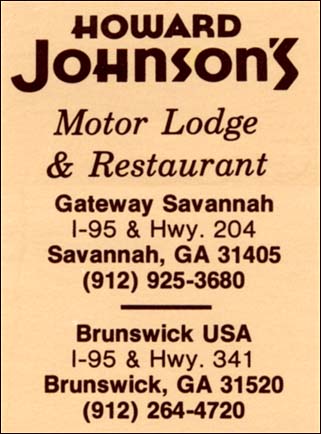 HOWARD
JOHNSON'S
Motor Lodge
& Restaurant
Gateway Savannah
I-95 & Hwy. 204
Savannah, GA 31405
(912) 925-3680
Brunswick USA
I-95 & Hwy. 341
Brunswick, GA 31520
(912) 264-4720